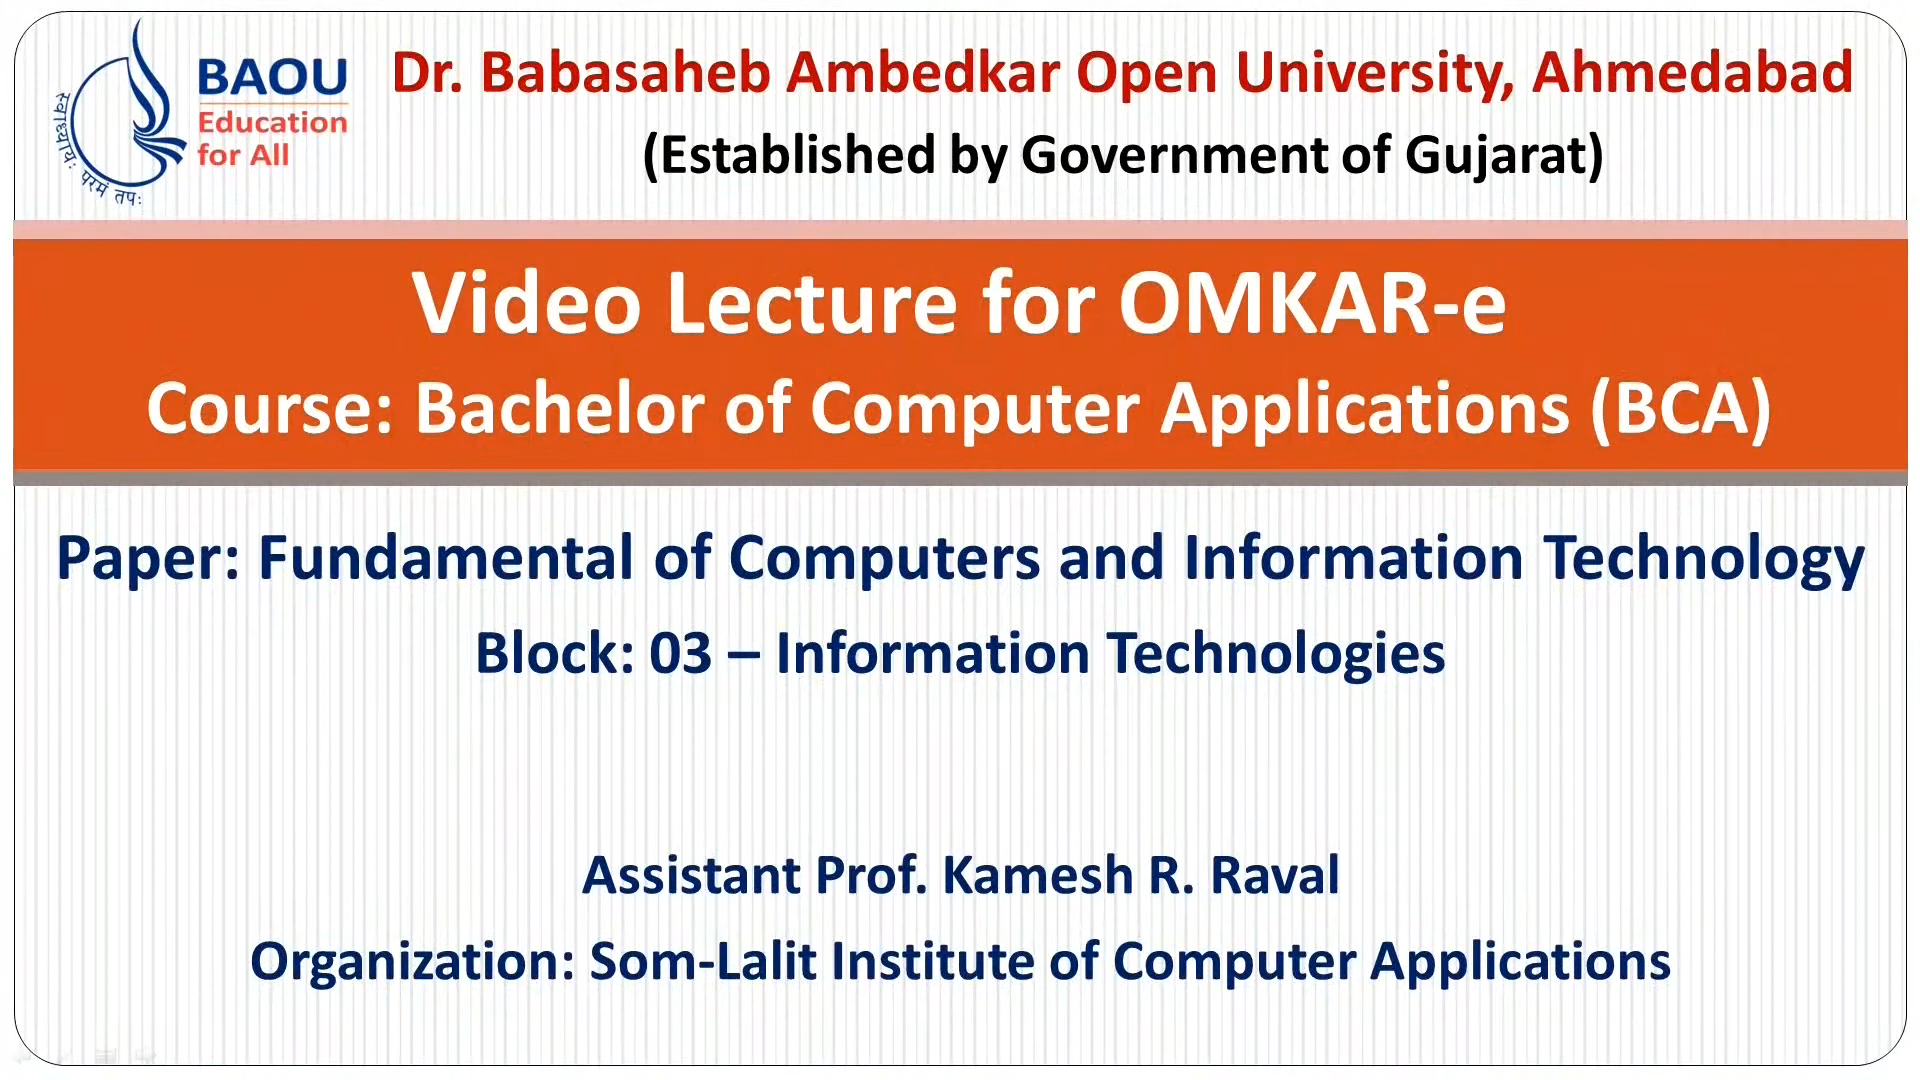 स्वाध्यायः परमं तपः
BAOU
Education
for All
Dr. Babasaheb Ambedkar Open University, Ahmedabad
(Established by Government of Gujarat)
Video Lecture for OMKAR-e
Course: Bachelor of Computer Applications (BCA)
Paper: Fundamental of Computers and Information Technology
Block: 03 – Information Technologies
Assistant Prof. Kamesh R. Raval
Organization: Som-Lalit Institute of Computer Applications